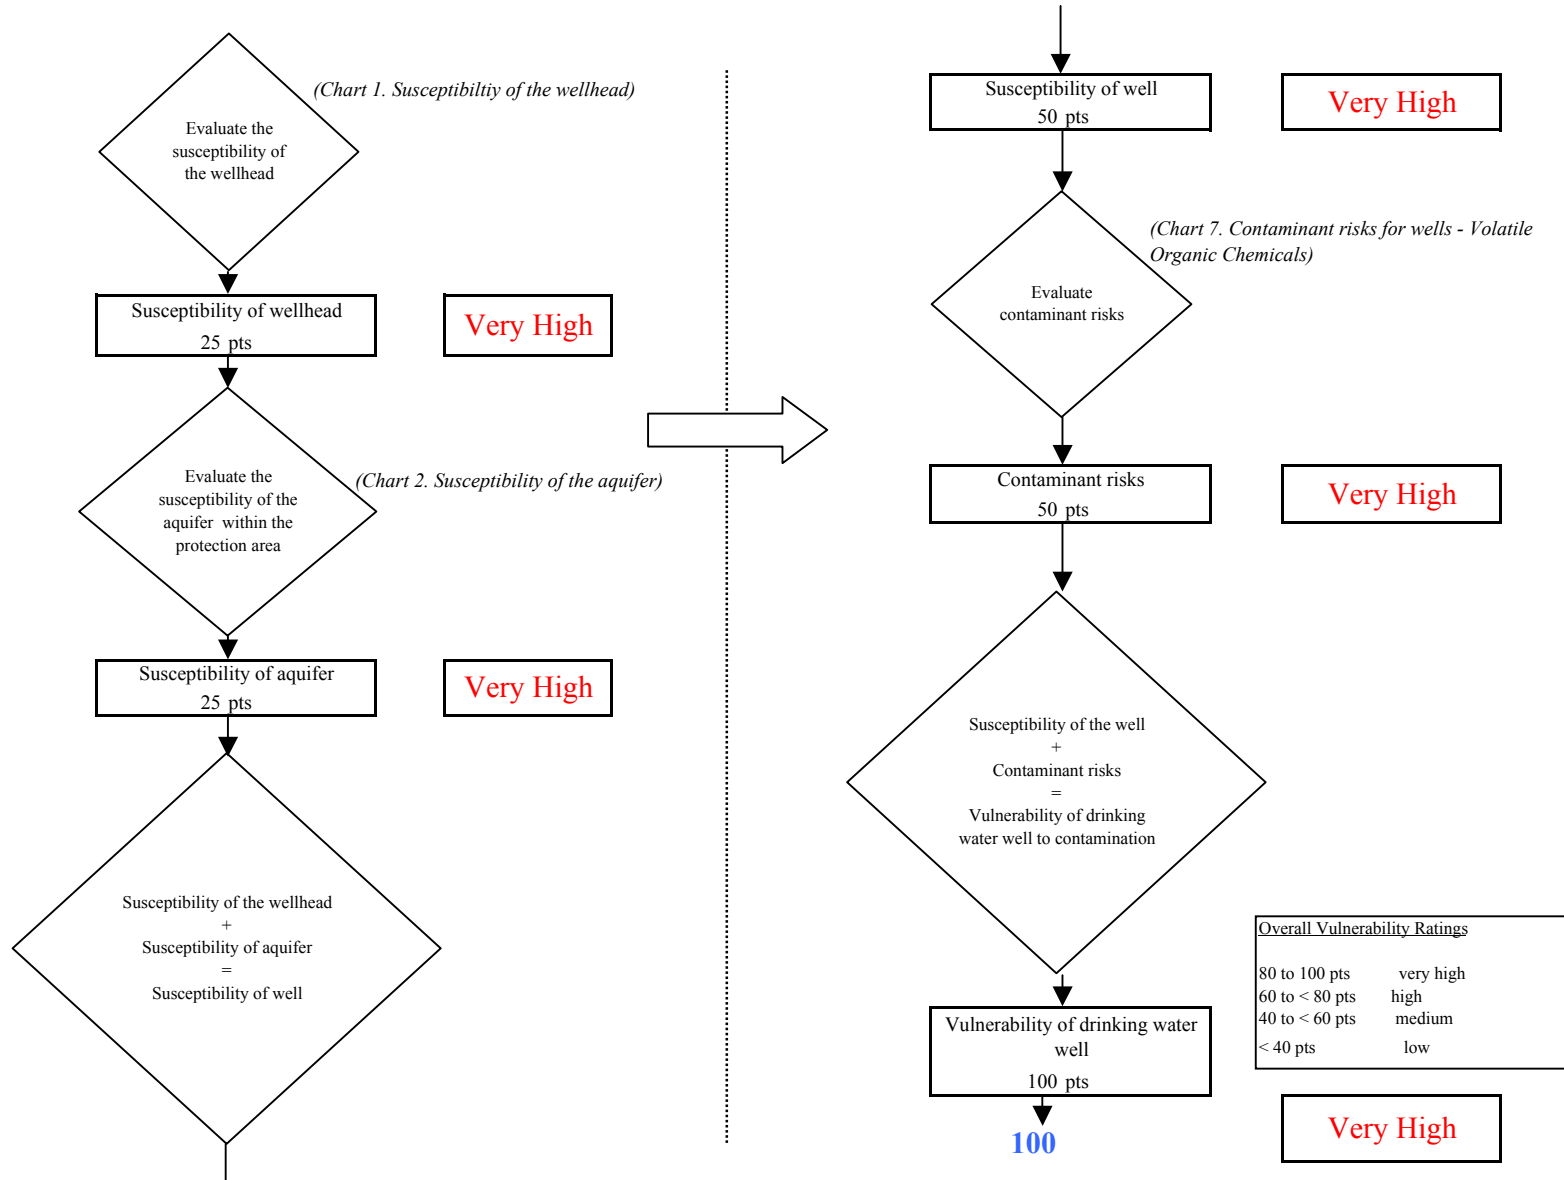 (Chart 1. Susceptibiltiy of the wellhead)
Evaluate the
susceptibility of
the wellhead
Susceptibility of wellhead
25 pts
Very High
Evaluate the
susceptibility of the
aquifer within the
protection area
(Chart 2. Susceptibility of the aquifer)
Susceptibility of aquifer
25 pts
Very High
Susceptibility of the wellhead
+
Susceptibility of aquifer
=
Susceptibility of well
Susceptibility of well
50 pts
Very High
(Chart 7. Contaminant risks for wells - Volatile
Organic Chemicals)
Evaluate
contaminant risks
Contaminant risks
50 pts
Very High
Susceptibility of the well
+
Contaminant risks
=
Vulnerability of drinking
water well to contamination
Overall Vulnerability Ratings
80 to 100 pts very high
60 to < 80 pts high
40 to < 60 pts medium
< 40 pts low
Vulnerability of drinking water
well
100 pts
100
Very High